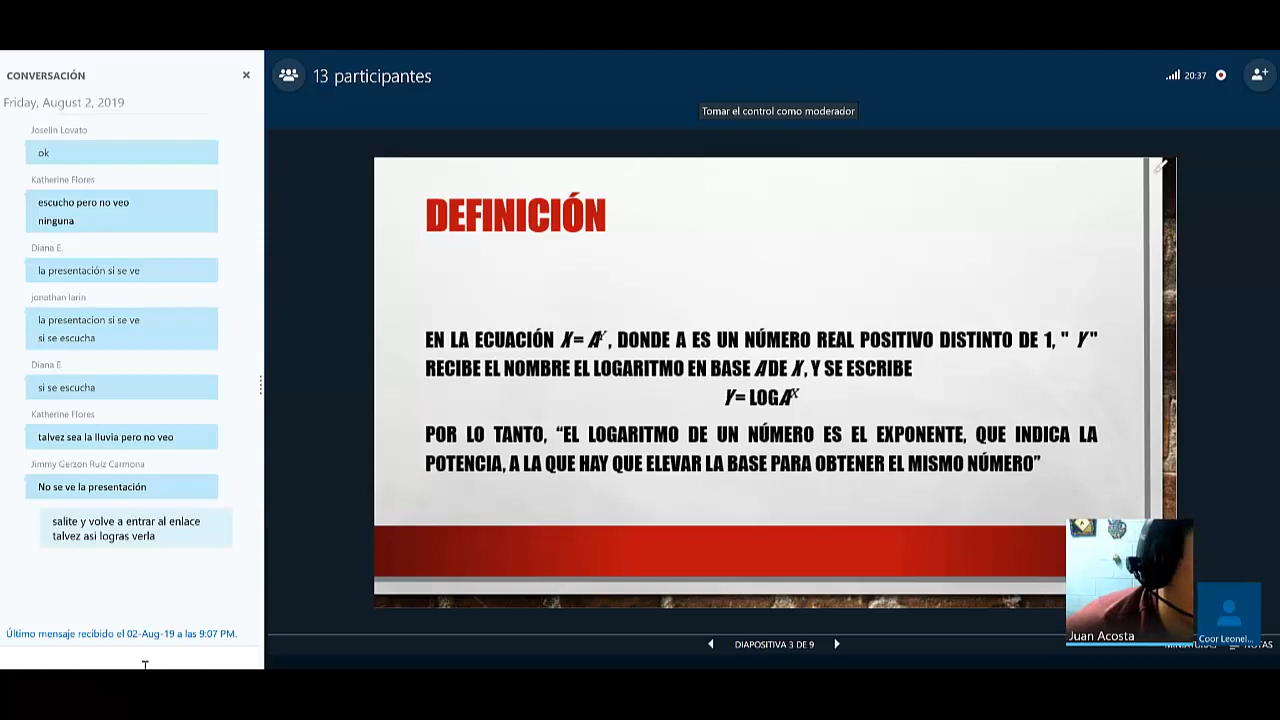 CONVERSACIÓN
Friday, August 2, 2019
Joselin Lovato
ok
Katherine Flores
escucho pero no veo
ninguna
Diana E.
la presentación si se ve
jonathan larin
la presentacion si se ve
si se escucha
Diana E.
si se escucha
Katherine Flores
talvez sea la lluvia pero no veo
Jimmy Gerzon Ruiz Carmona
No se ve la presentación
salite y volve a entrar al enlace
talvez asi logras verla
Último mensaje recibido el 02-Aug-19 a las 9:07 PM.
13 participantes
20:37
Tomar el control como moderador
DEFINICIÓN
EN LA ECUACIÓN X= A^Y, DONDE A ES UN NÚMERO REAL POSITIVO DISTINTO DE 1, " Y"
RECIBE EL NOMBRE EL LOGARITMO EN BASE A DE X, Y SE ESCRIBE
Y= LOGA^X
POR LO TANTO, “EL LOGARITMO DE UN NÚMERO ES EL EXPONENTE, QUE INDICA LA
POTENCIA, A LA QUE HAY QUE ELEVAR LA BASE PARA OBTENER EL MISMO NÚMERO”
Juan Acosta
Coor Leonel...
DIAPOSITIVA 3 DE 9
NOTAS